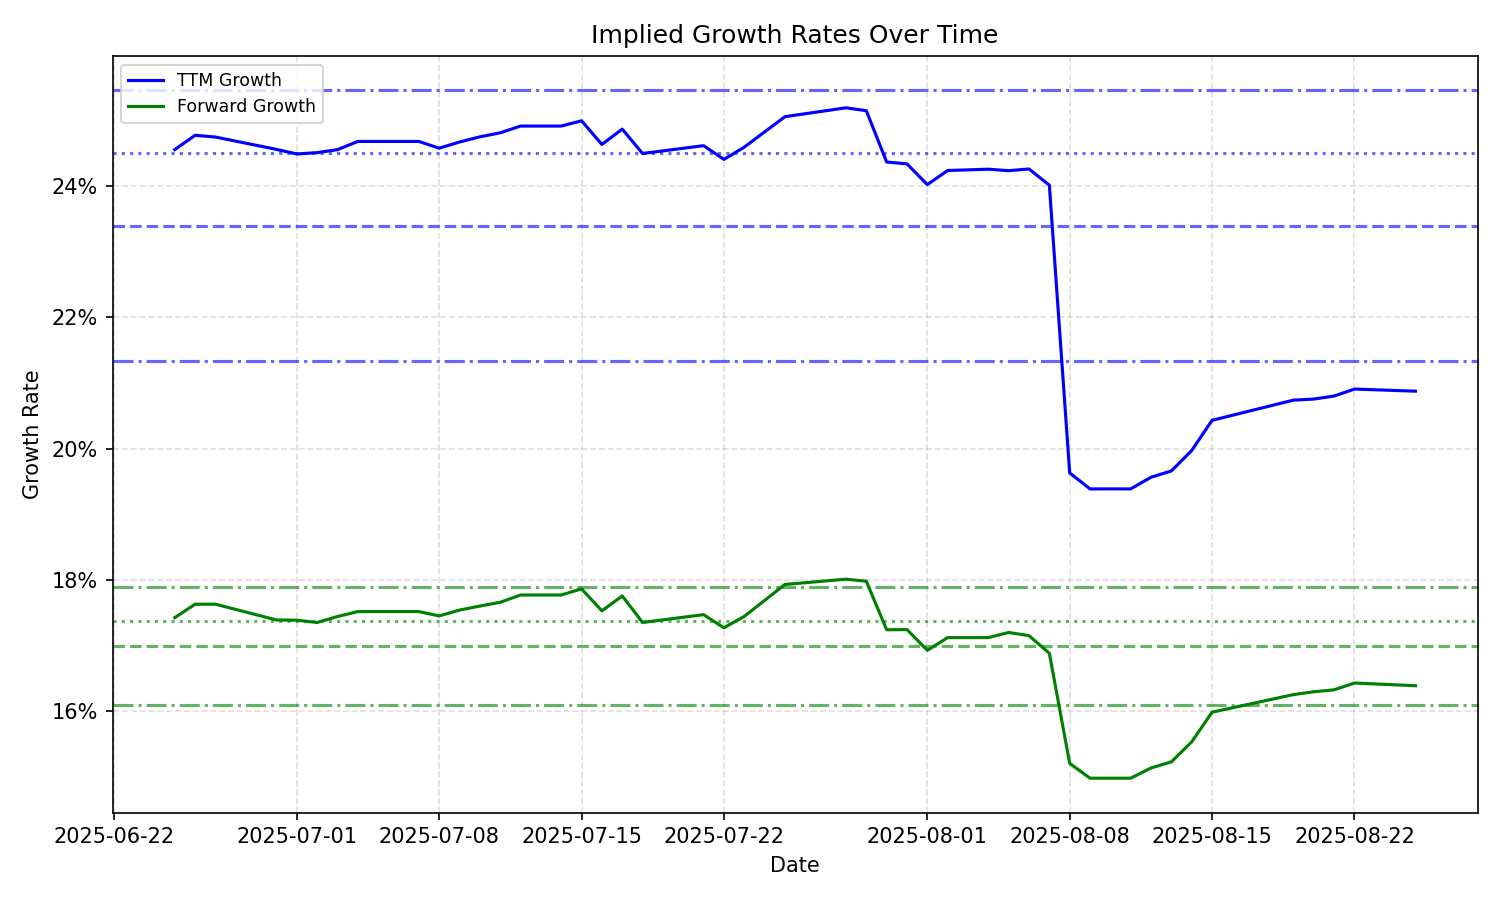 Implied Growth Rates Over Time
TTM Growth
Forward Growth
24%
22%
20%
18%
16%
Growth Rate
2025-06-22
2025-07-01
2025-07-08
2025-07-15
2025-07-22
2025-08-01
2025-08-08
2025-08-15
2025-08-22
Date